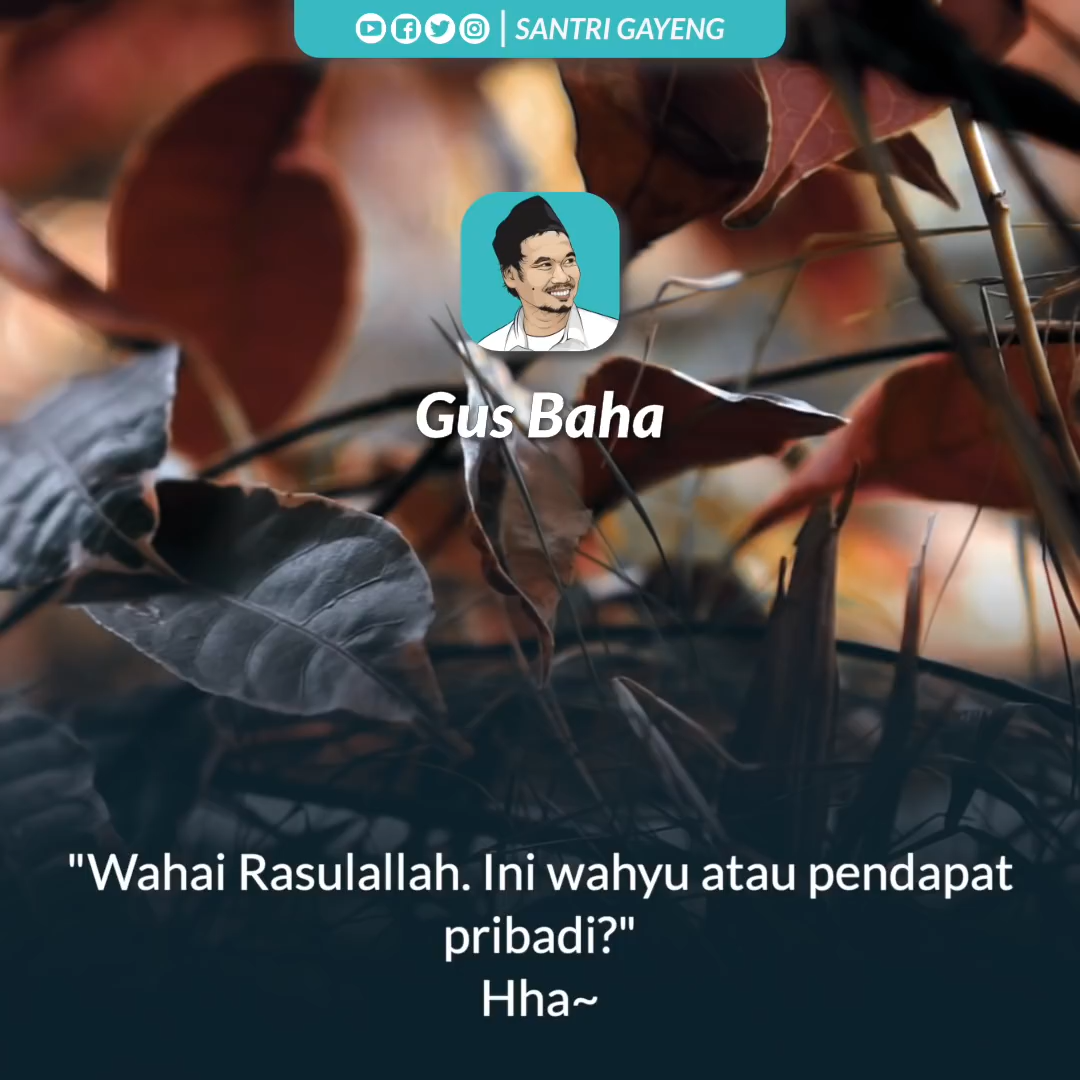 SANTRI GAYENG
Gus Baha
"Wahai Rasulallah. Ini wahyu atau pendapat
pribadi?"
Hha~